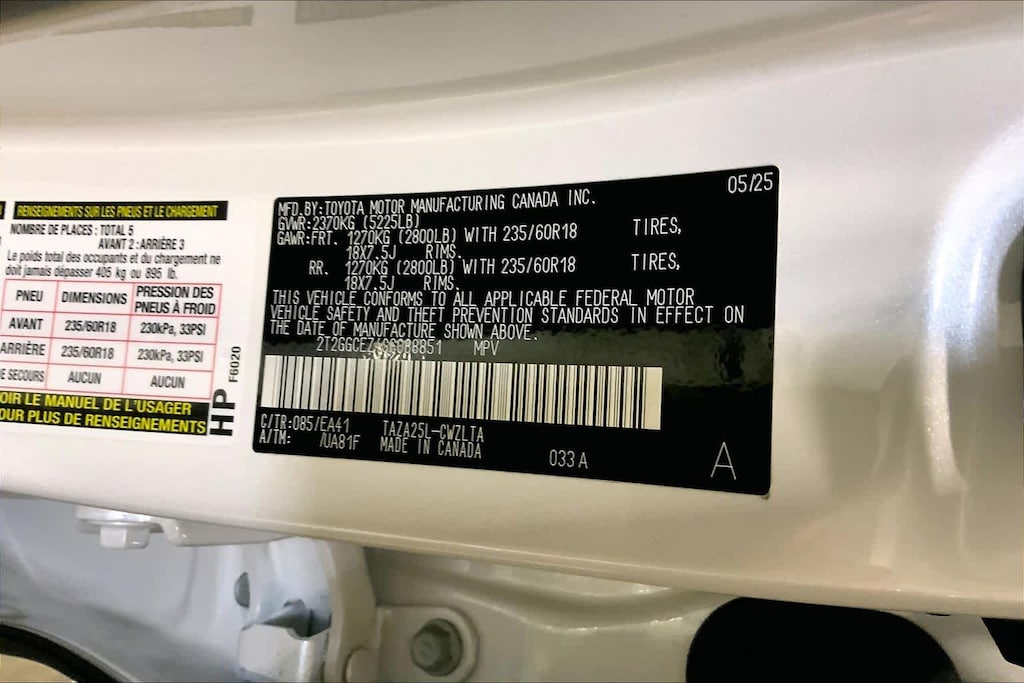 RENSEIGNEMENTS SUR LES PNEUS ET LE CHARGEMENT
NOMBRE DE PLACES : TOTAL 5
AVANT 2 : ARRIÈRE 3
Le poids total des occupants et du chargement ne
doit jamais dépasser 405 kg ou 895 lb.
PNEU DIMENSIONS PRESSION DES PNEUS À FROID
AVANT 235/60R18 230kPa, 33PSI
ARRIÈRE 235/60R18 230kPa, 33PSI
DE SECOURS AUCUN AUCUN
OIR LE MANUEL DE L'USAGER
OUR PLUS DE RENSEIGNEMENTS
HP F6020
05/25
MFD.BY:TOYOTA MOTOR MANUFACTURING CANADA INC.
GVWR:2370KG (5225LB)
GAWR:FRT. 1270KG (2800LB) WITH 235/60R18 TIRES,
18X7.5J RIMS.
RR. 1270KG (2800LB) WITH 235/60R18 TIRES,
18X7.5J RIMS.
THIS VEHICLE CONFORMS TO ALL APPLICABLE FEDERAL MOTOR
VEHICLE SAFETY AND THEFT PREVENTION STANDARDS IN EFFECT ON
THE DATE OF MANUFACTURE SHOWN ABOVE.
MPV
C/TR:085/EA41 TAZA25L-CWZLTA
A/TM: /UA81F MADE IN CANADA
033 A
A